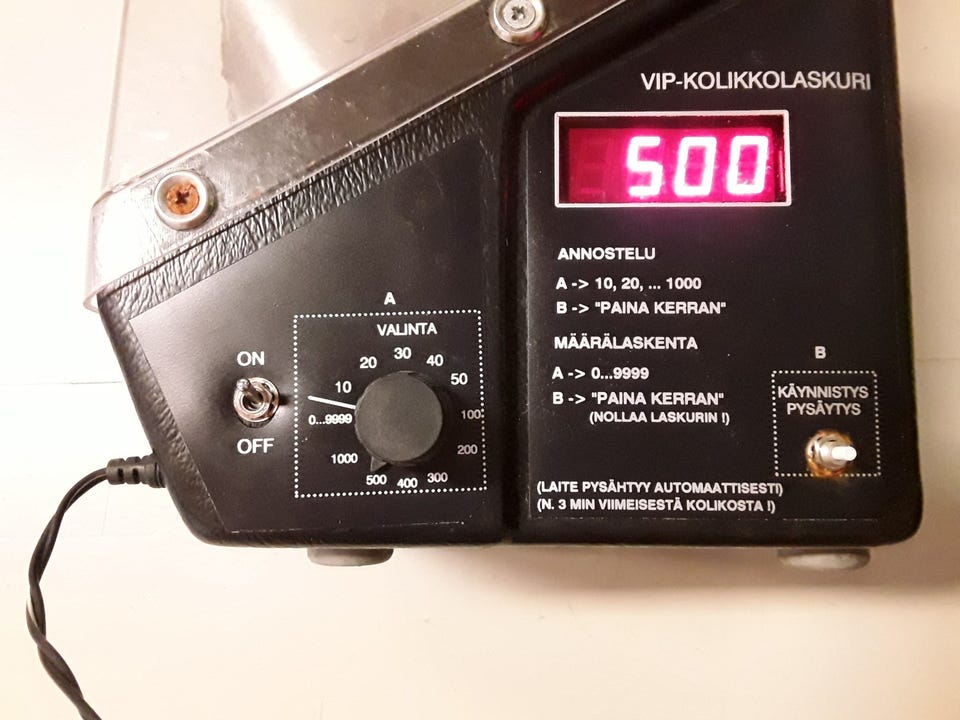 VIP-KOLIKKOLASKURI
500
ANNOSTELU
A -> 10, 20, ... 1000
B -> "PAINA KERRAN"
MÄÄRÄLASKENTA
A -> 0...9999
B -> "PAINA KERRAN"
(NOLLAA LASKURIN !)
(LAITE PYSÄHTYY AUTOMAATTISESTI)
(N. 3 MIN VIIMEISESTÄ KOLIKOSTA !)
B
KÄYNNISTYS
PYSÄYTYS
ON
OFF
A
VALINTA
0...9999
10
20
30
40
50
100
200
300
400
500
1000